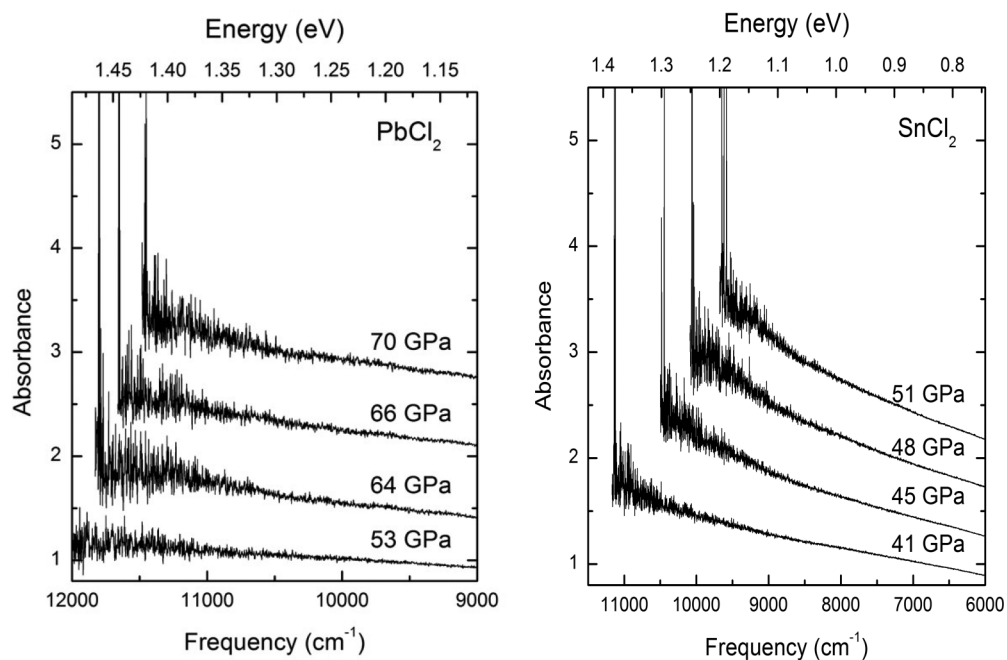 Energy (eV)
1.45 1.40 1.35 1.30 1.25 1.20 1.15
PbCl2
5
4
3
2
1
Absorbance
70 GPa
66 GPa
64 GPa
53 GPa
12000 11000 10000 9000
Frequency (cm-1)
Energy (eV)
1.4 1.3 1.2 1.1 1.0 0.9 0.8
SnCl2
5
4
3
2
1
Absorbance
51 GPa
48 GPa
45 GPa
41 GPa
11000 10000 9000 8000 7000 6000
Frequency (cm-1)